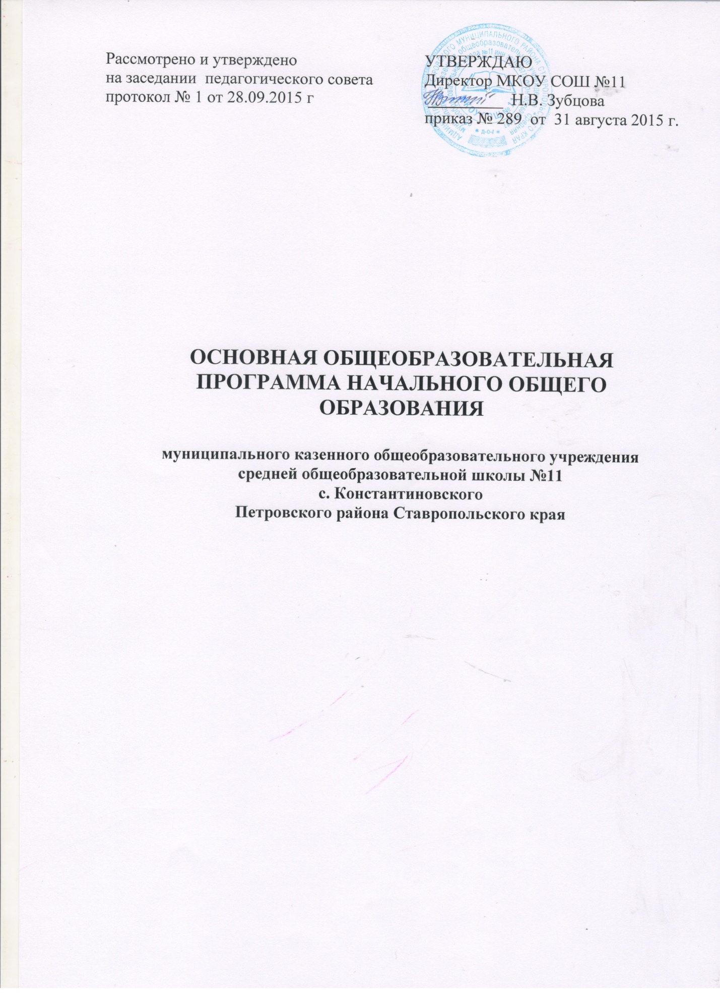 Рассмотрено и утверждено
на заседании педагогического совета
протокол № 1 от 28.09.2015 г
УТВЕРЖДАЮ
Директор МКОУ СОШ №11
Н.В. Зубцова
приказ № 289 от 31 августа 2015 г.
ОСНОВНАЯ ОБЩЕОБРАЗОВАТЕЛЬНАЯ
ПРОГРАММА НАЧАЛЬНОГО ОБЩЕГО
ОБРАЗОВАНИЯ
муниципального казенного общеобразовательного учреждения
средней общеобразовательной школы №11
с. Константиновского
Петровского района Ставропольского края